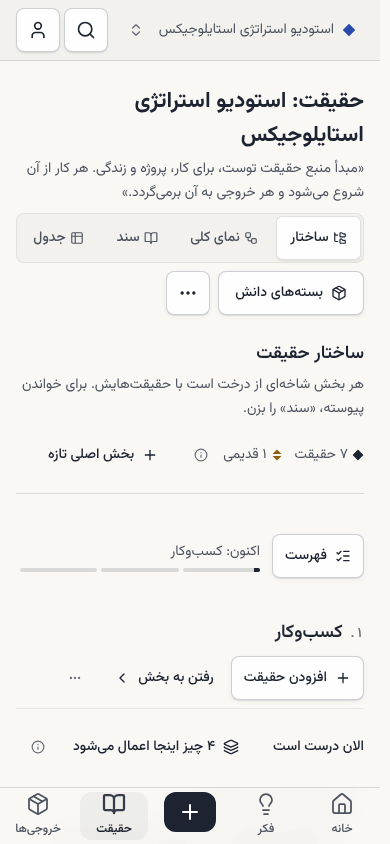 استودیو استراتژی استایلوجیکس
حقیقت: استودیو استراتژی
استایلوجیکس
«مبدأ منبع حقیقت توست، برای کار، پروژه و زندگی. هر کار از آن
شروع می‌شود و هر خروجی به آن برمی‌گردد.»
ساختار نمای کلی سند جدول
بسته‌های دانش
ساختار حقیقت
هر بخش شاخه‌ای از درخت است با حقیقت‌هایش. برای خواندن
پیوسته، «سند» را بزن.
۷ حقیقت ۱ قدیمی بخش اصلی تازه
فهرست اکنون: کسب‌وکار
۱. کسب‌وکار
افزودن حقیقت رفتن به بخش
الان درست است ۴ چیز اینجا اعمال می‌شود
خانه فکر حقیقت خروجی‌ها